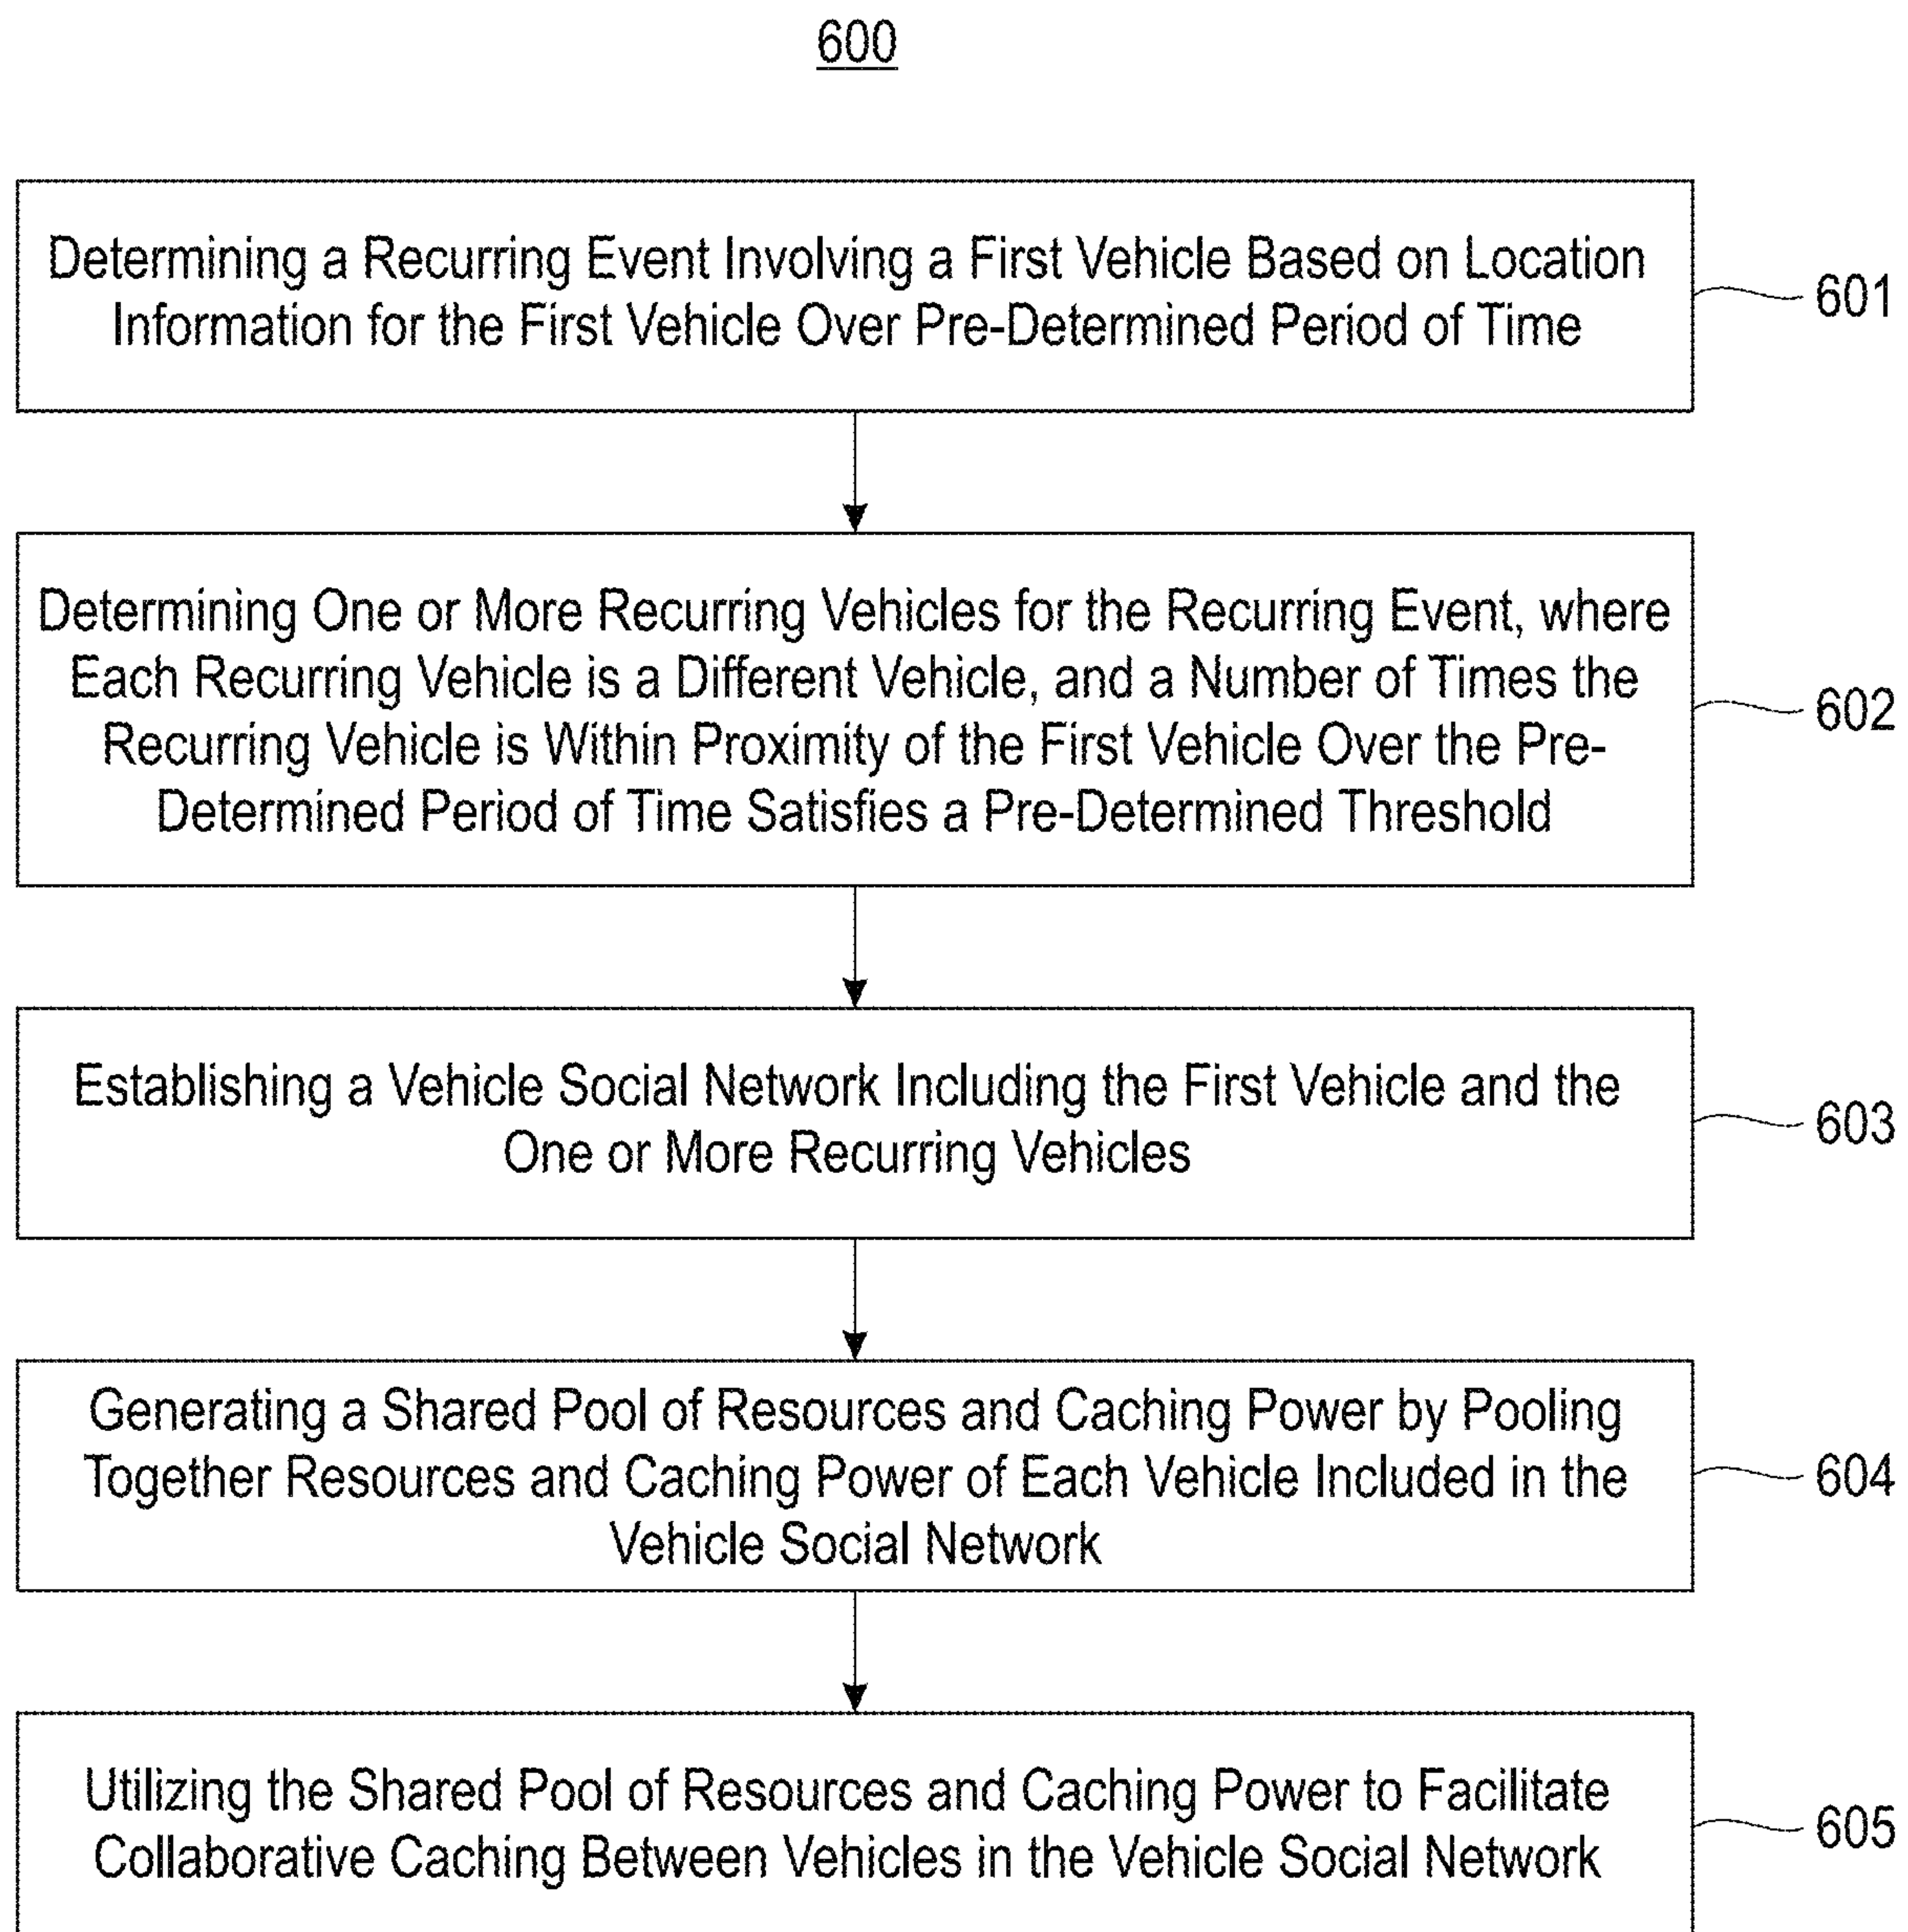 600
Determining a Recurring Event Involving a First Vehicle Based on Location
Information for the First Vehicle Over Pre-Determined Period of Time
601
Determining One or More Recurring Vehicles for the Recurring Event, where
Each Recurring Vehicle is a Different Vehicle, and a Number of Times the
Recurring Vehicle is Within Proximity of the First Vehicle Over the Pre-
Determined Period of Time Satisfies a Pre-Determined Threshold
602
Establishing a Vehicle Social Network Including the First Vehicle and the
One or More Recurring Vehicles
603
Generating a Shared Pool of Resources and Caching Power by Pooling
Together Resources and Caching Power of Each Vehicle Included in the
Vehicle Social Network
604
Utilizing the Shared Pool of Resources and Caching Power to Facilitate
Collaborative Caching Between Vehicles in the Vehicle Social Network
605